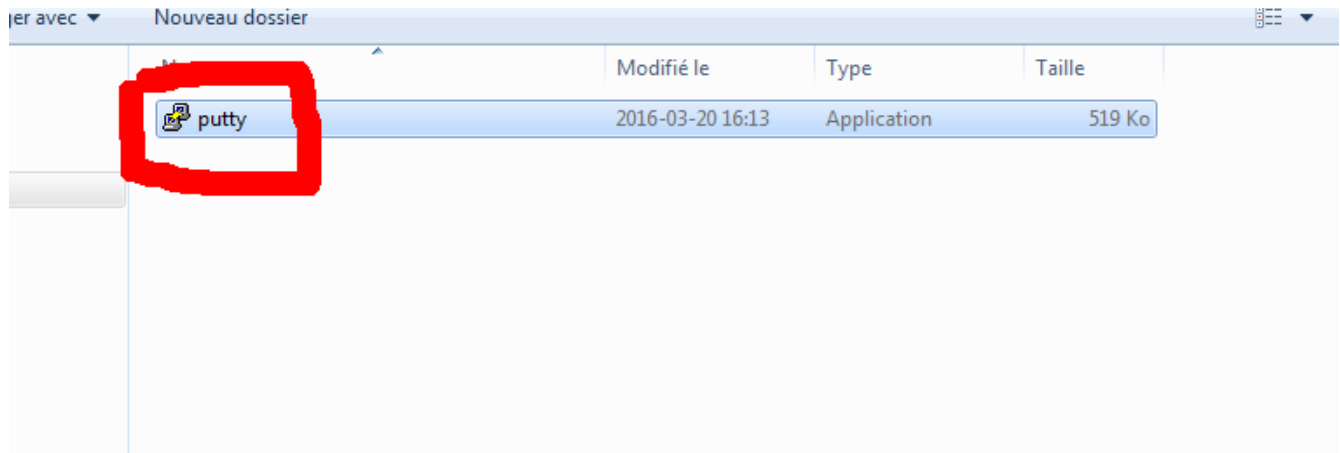 ger avec Nouveau dossier
Modifié le Type Taille
putty 2016-03-20 16:13 Application 519 Ko